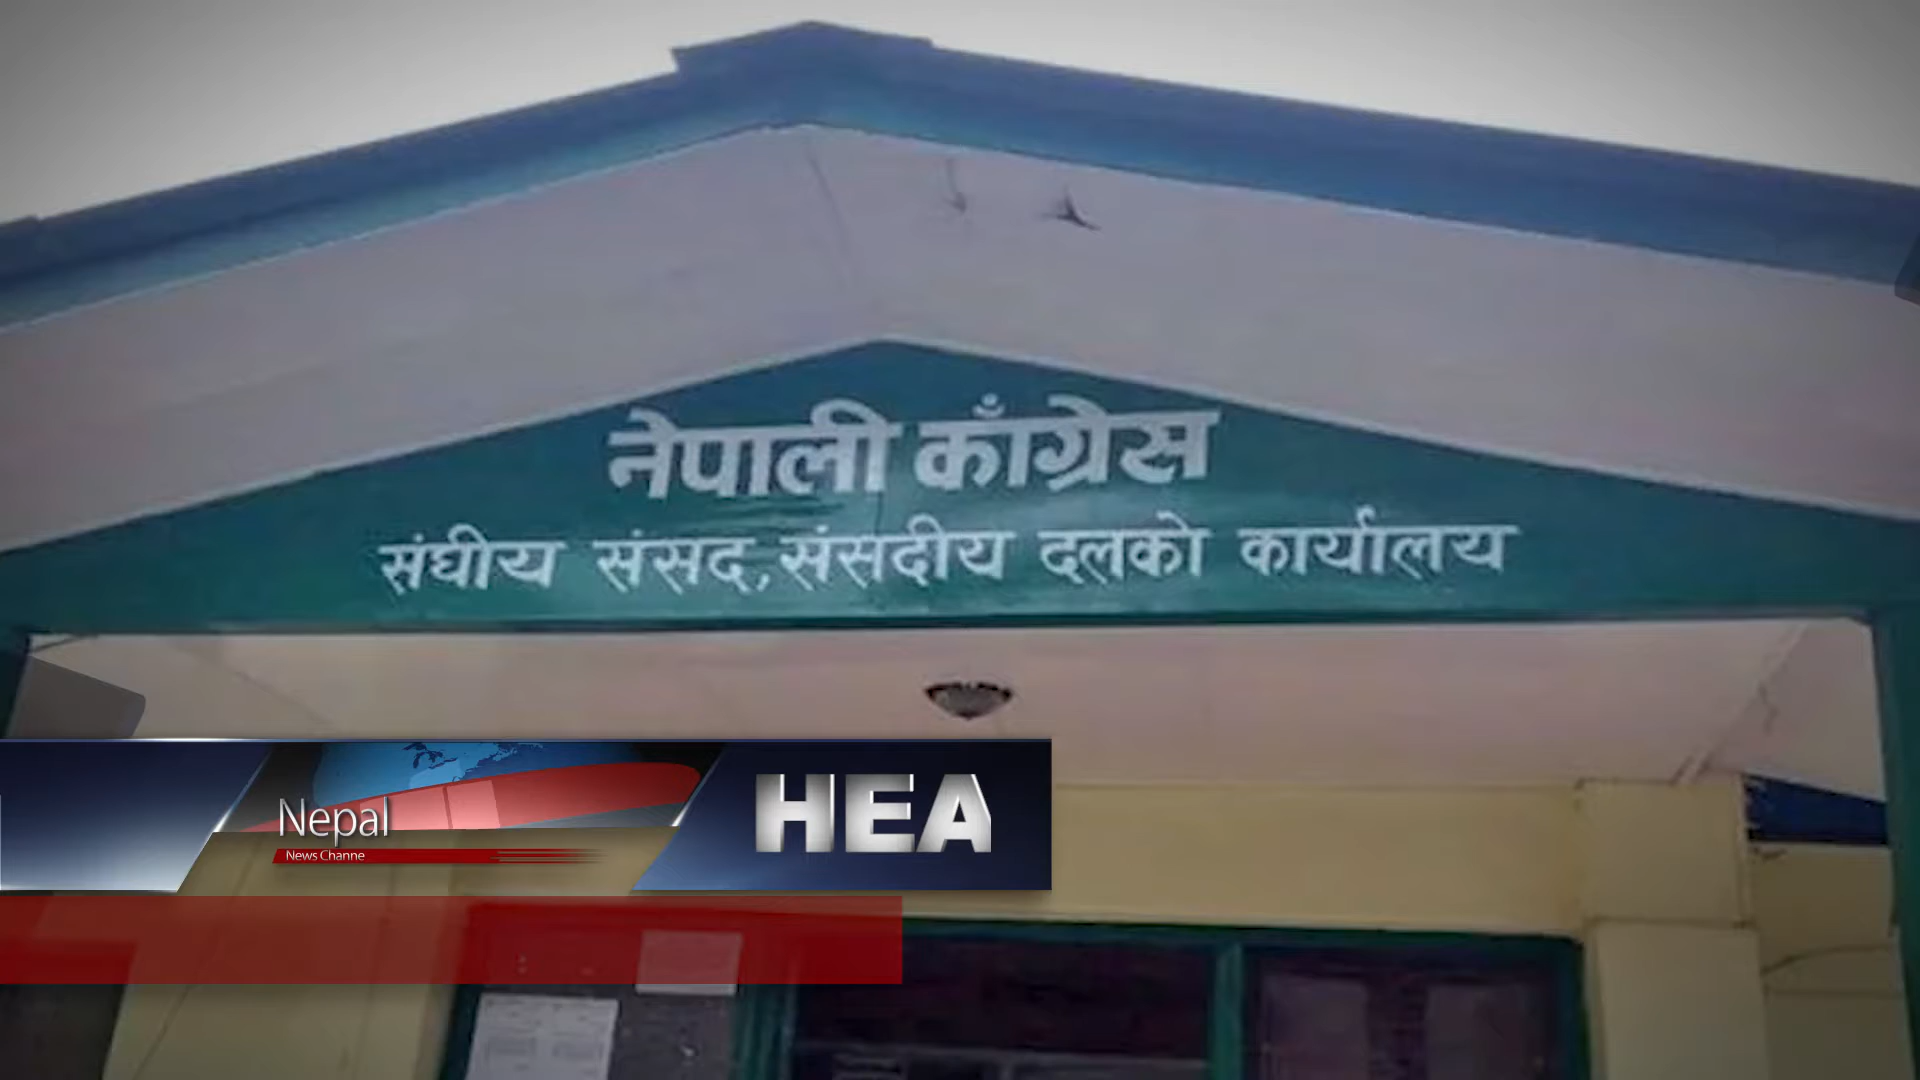 नेपाली काँग्रेस
संघीय संसद, संसदीय दलको कार्यालय
Nepal
News Channe
HEA